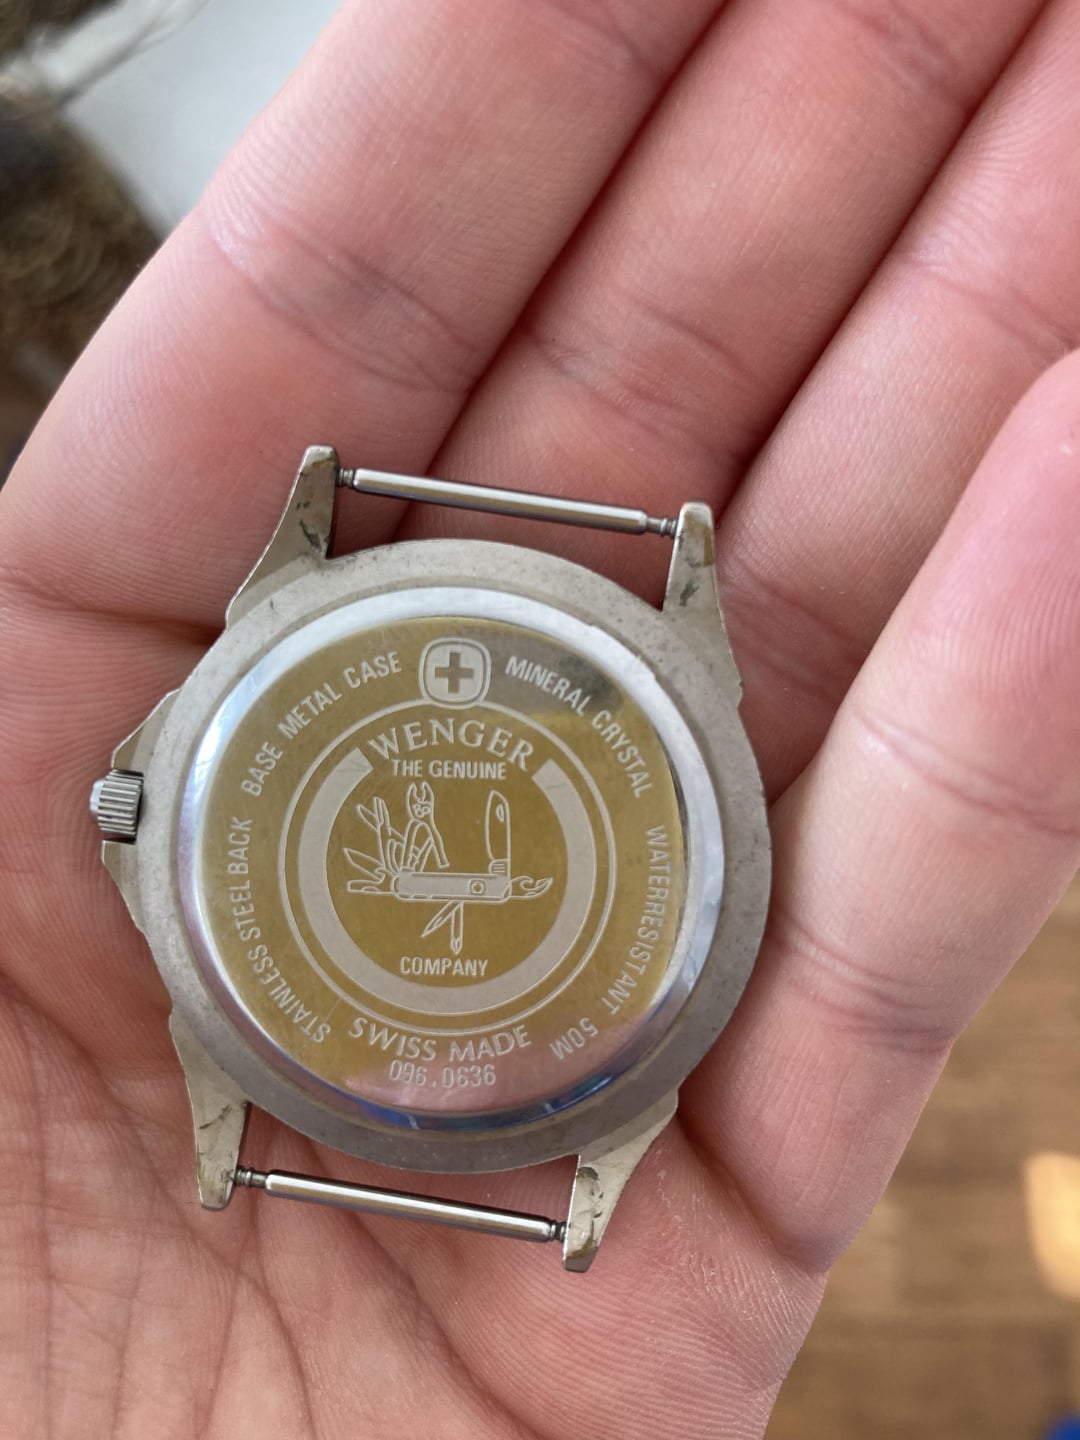 BASE METAL CASE
MINERAL CRYSTAL
WATERRESISTANT 50M
STAINLESS STEEL BACK
WENGER
THE GENUINE
COMPANY
SWISS MADE
096.0636